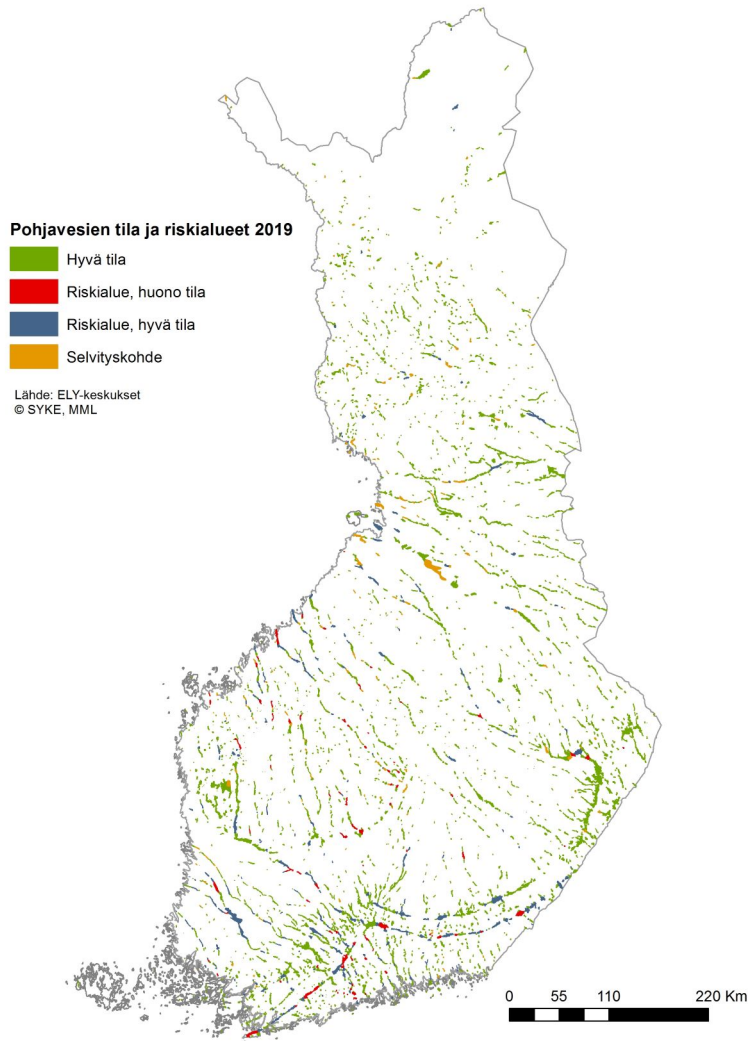 Pohjavesien tila ja riskialueet 2019
Hyvä tila
Riskialue, huono tila
Riskialue, hyvä tila
Selvityskohde
Lähde: ELY-keskukset
© SYKE, MML
0 55 110 220 Km